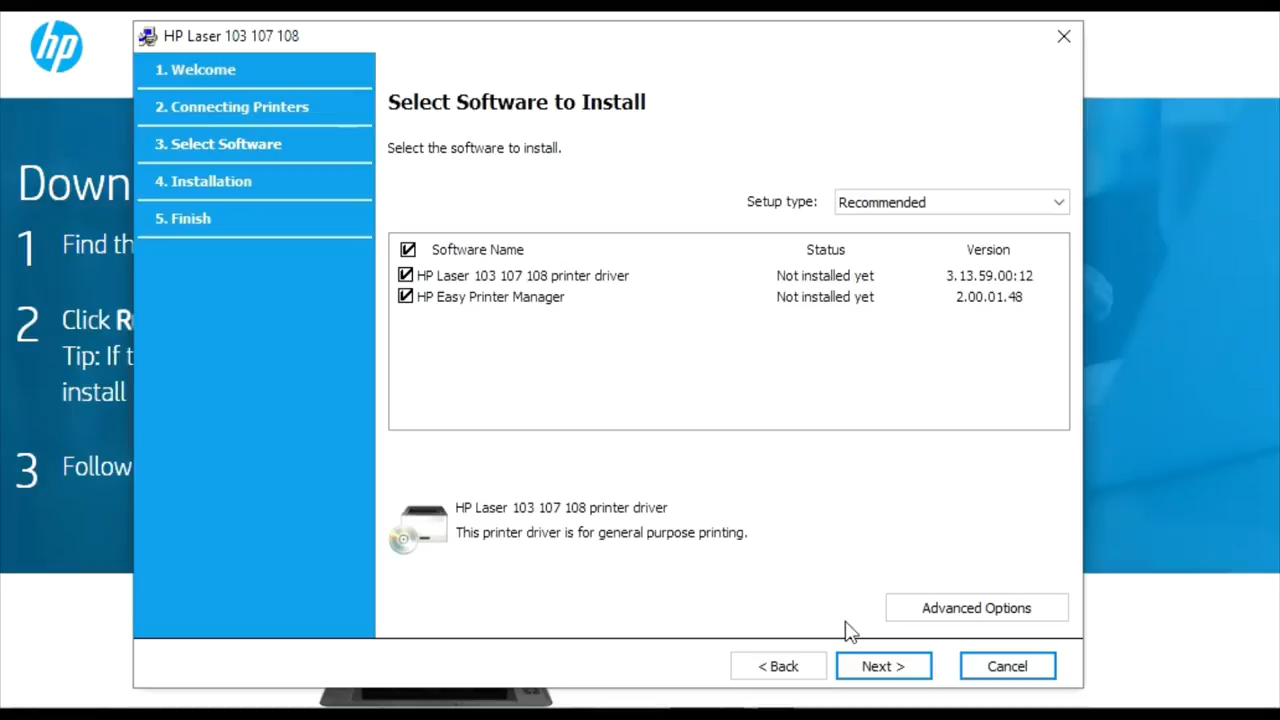 hp
HP Laser 103 107 108
1. Welcome
2. Connecting Printers
3. Select Software
4. Installation
5. Finish
Select Software to Install
Select the software to install.
Setup type: Recommended
Software Name Status Version
HP Laser 103 107 108 printer driver Not installed yet 3.13.59.00:12
HP Easy Printer Manager Not installed yet 2.00.01.48
HP Laser 103 107 108 printer driver
This printer driver is for general purpose printing.
Advanced Options
< Back Next > Cancel
Down
1 Find th
2 Click R
Tip: If t
install
3 Follow